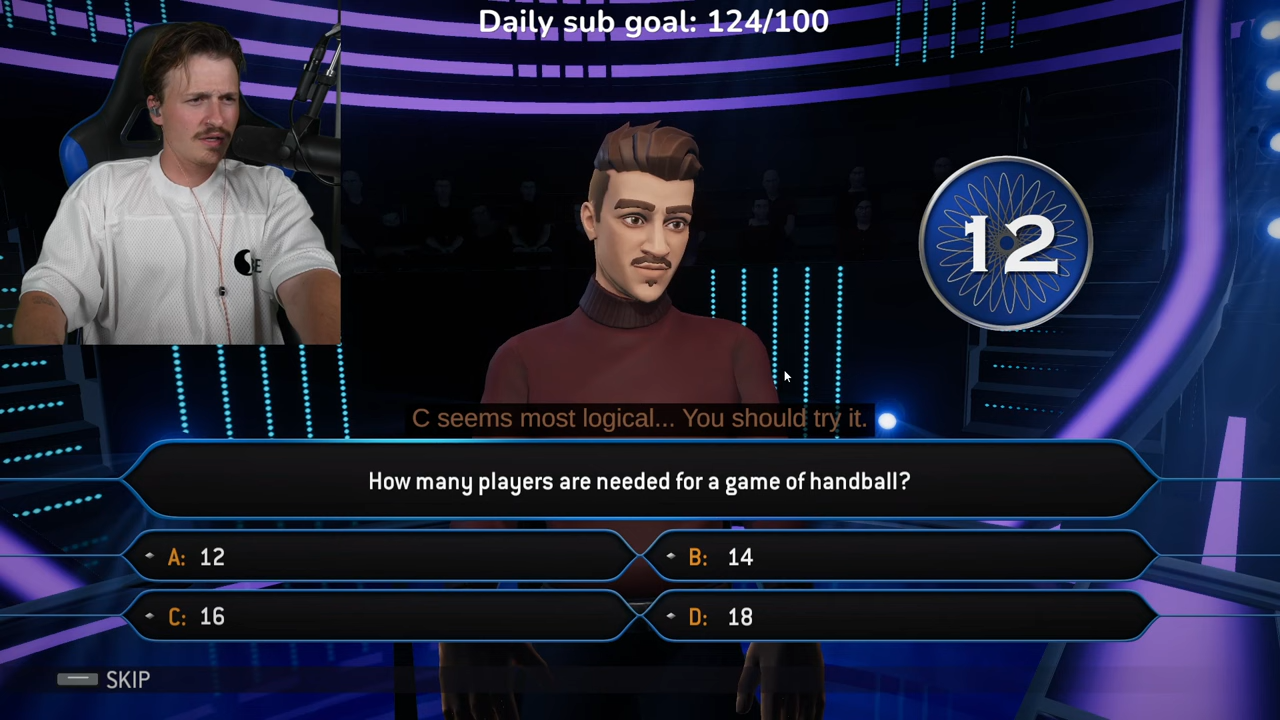 Daily sub goal: 124/100
12
C seems most logical... You should try it.
How many players are needed for a game of handball?
A: 12
B: 14
C: 16
D: 18
SKIP